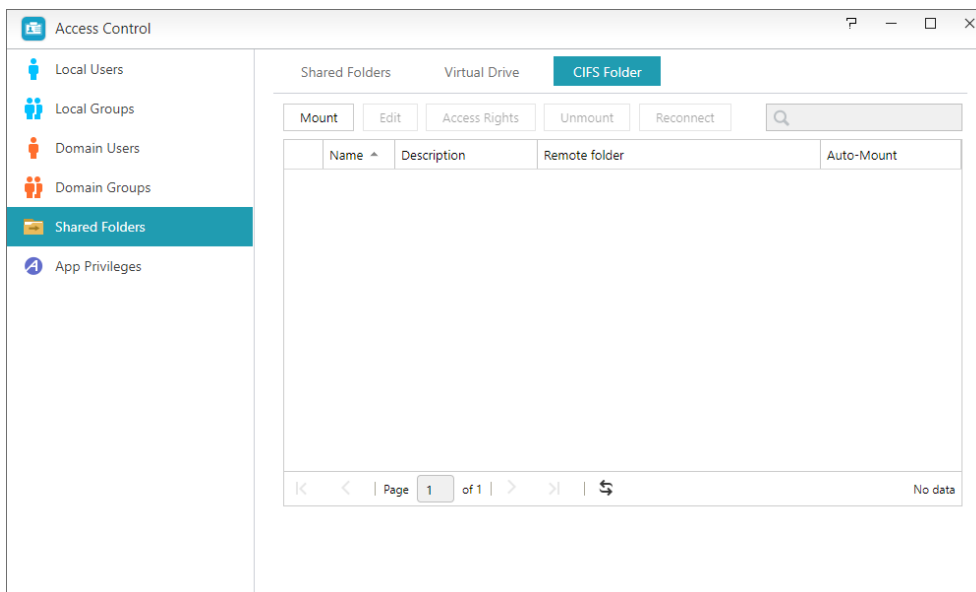 Access Control
Local Users
Local Groups
Domain Users
Domain Groups
Shared Folders
App Privileges
Shared Folders Virtual Drive CIFS Folder
Mount Edit Access Rights Unmount Reconnect
Name Description Remote folder Auto-Mount
Page 1 of 1 No data